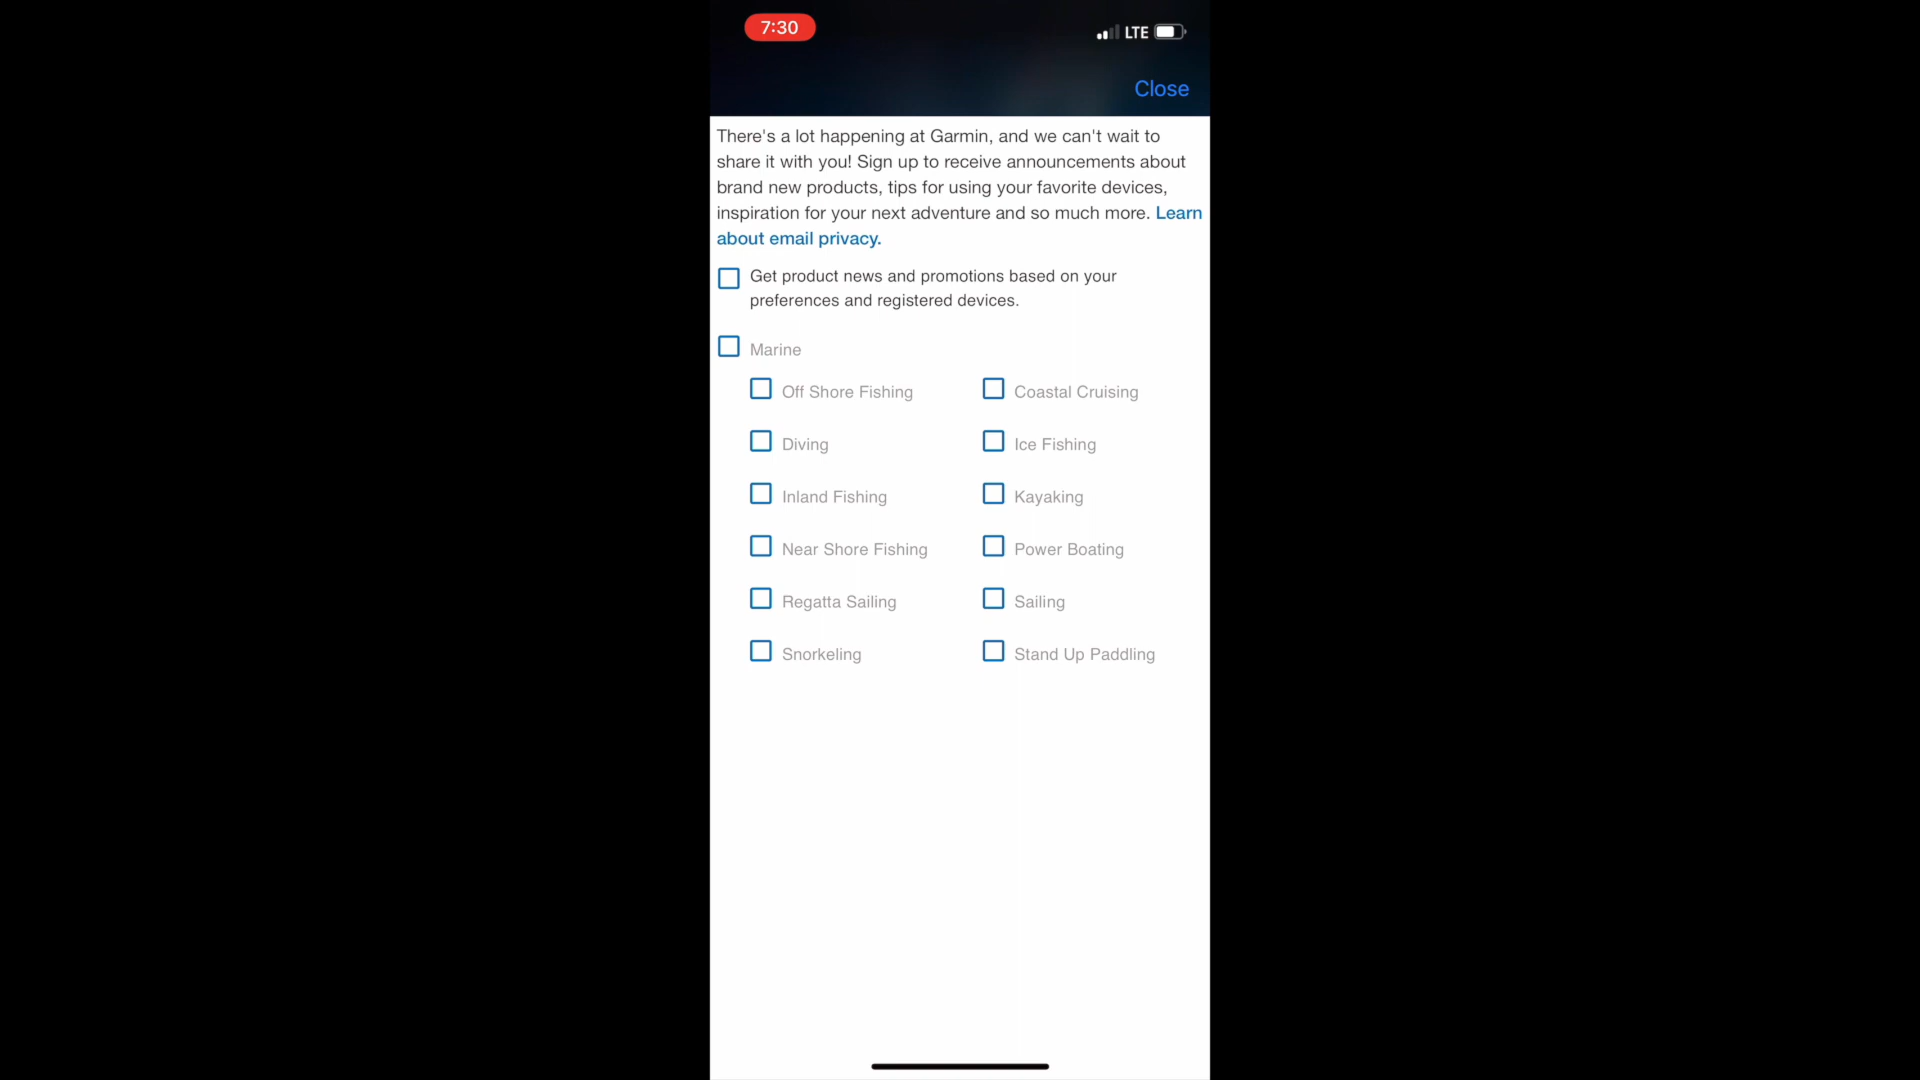 7:30
LTE
Close
There's a lot happening at Garmin, and we can't wait to
share it with you! Sign up to receive announcements about
brand new products, tips for using your favorite devices,
inspiration for your next adventure and so much more. Learn
about email privacy.
Get product news and promotions based on your
preferences and registered devices.
Marine
Off Shore Fishing
Coastal Cruising
Diving
Ice Fishing
Inland Fishing
Kayaking
Near Shore Fishing
Power Boating
Regatta Sailing
Sailing
Snorkeling
Stand Up Paddling